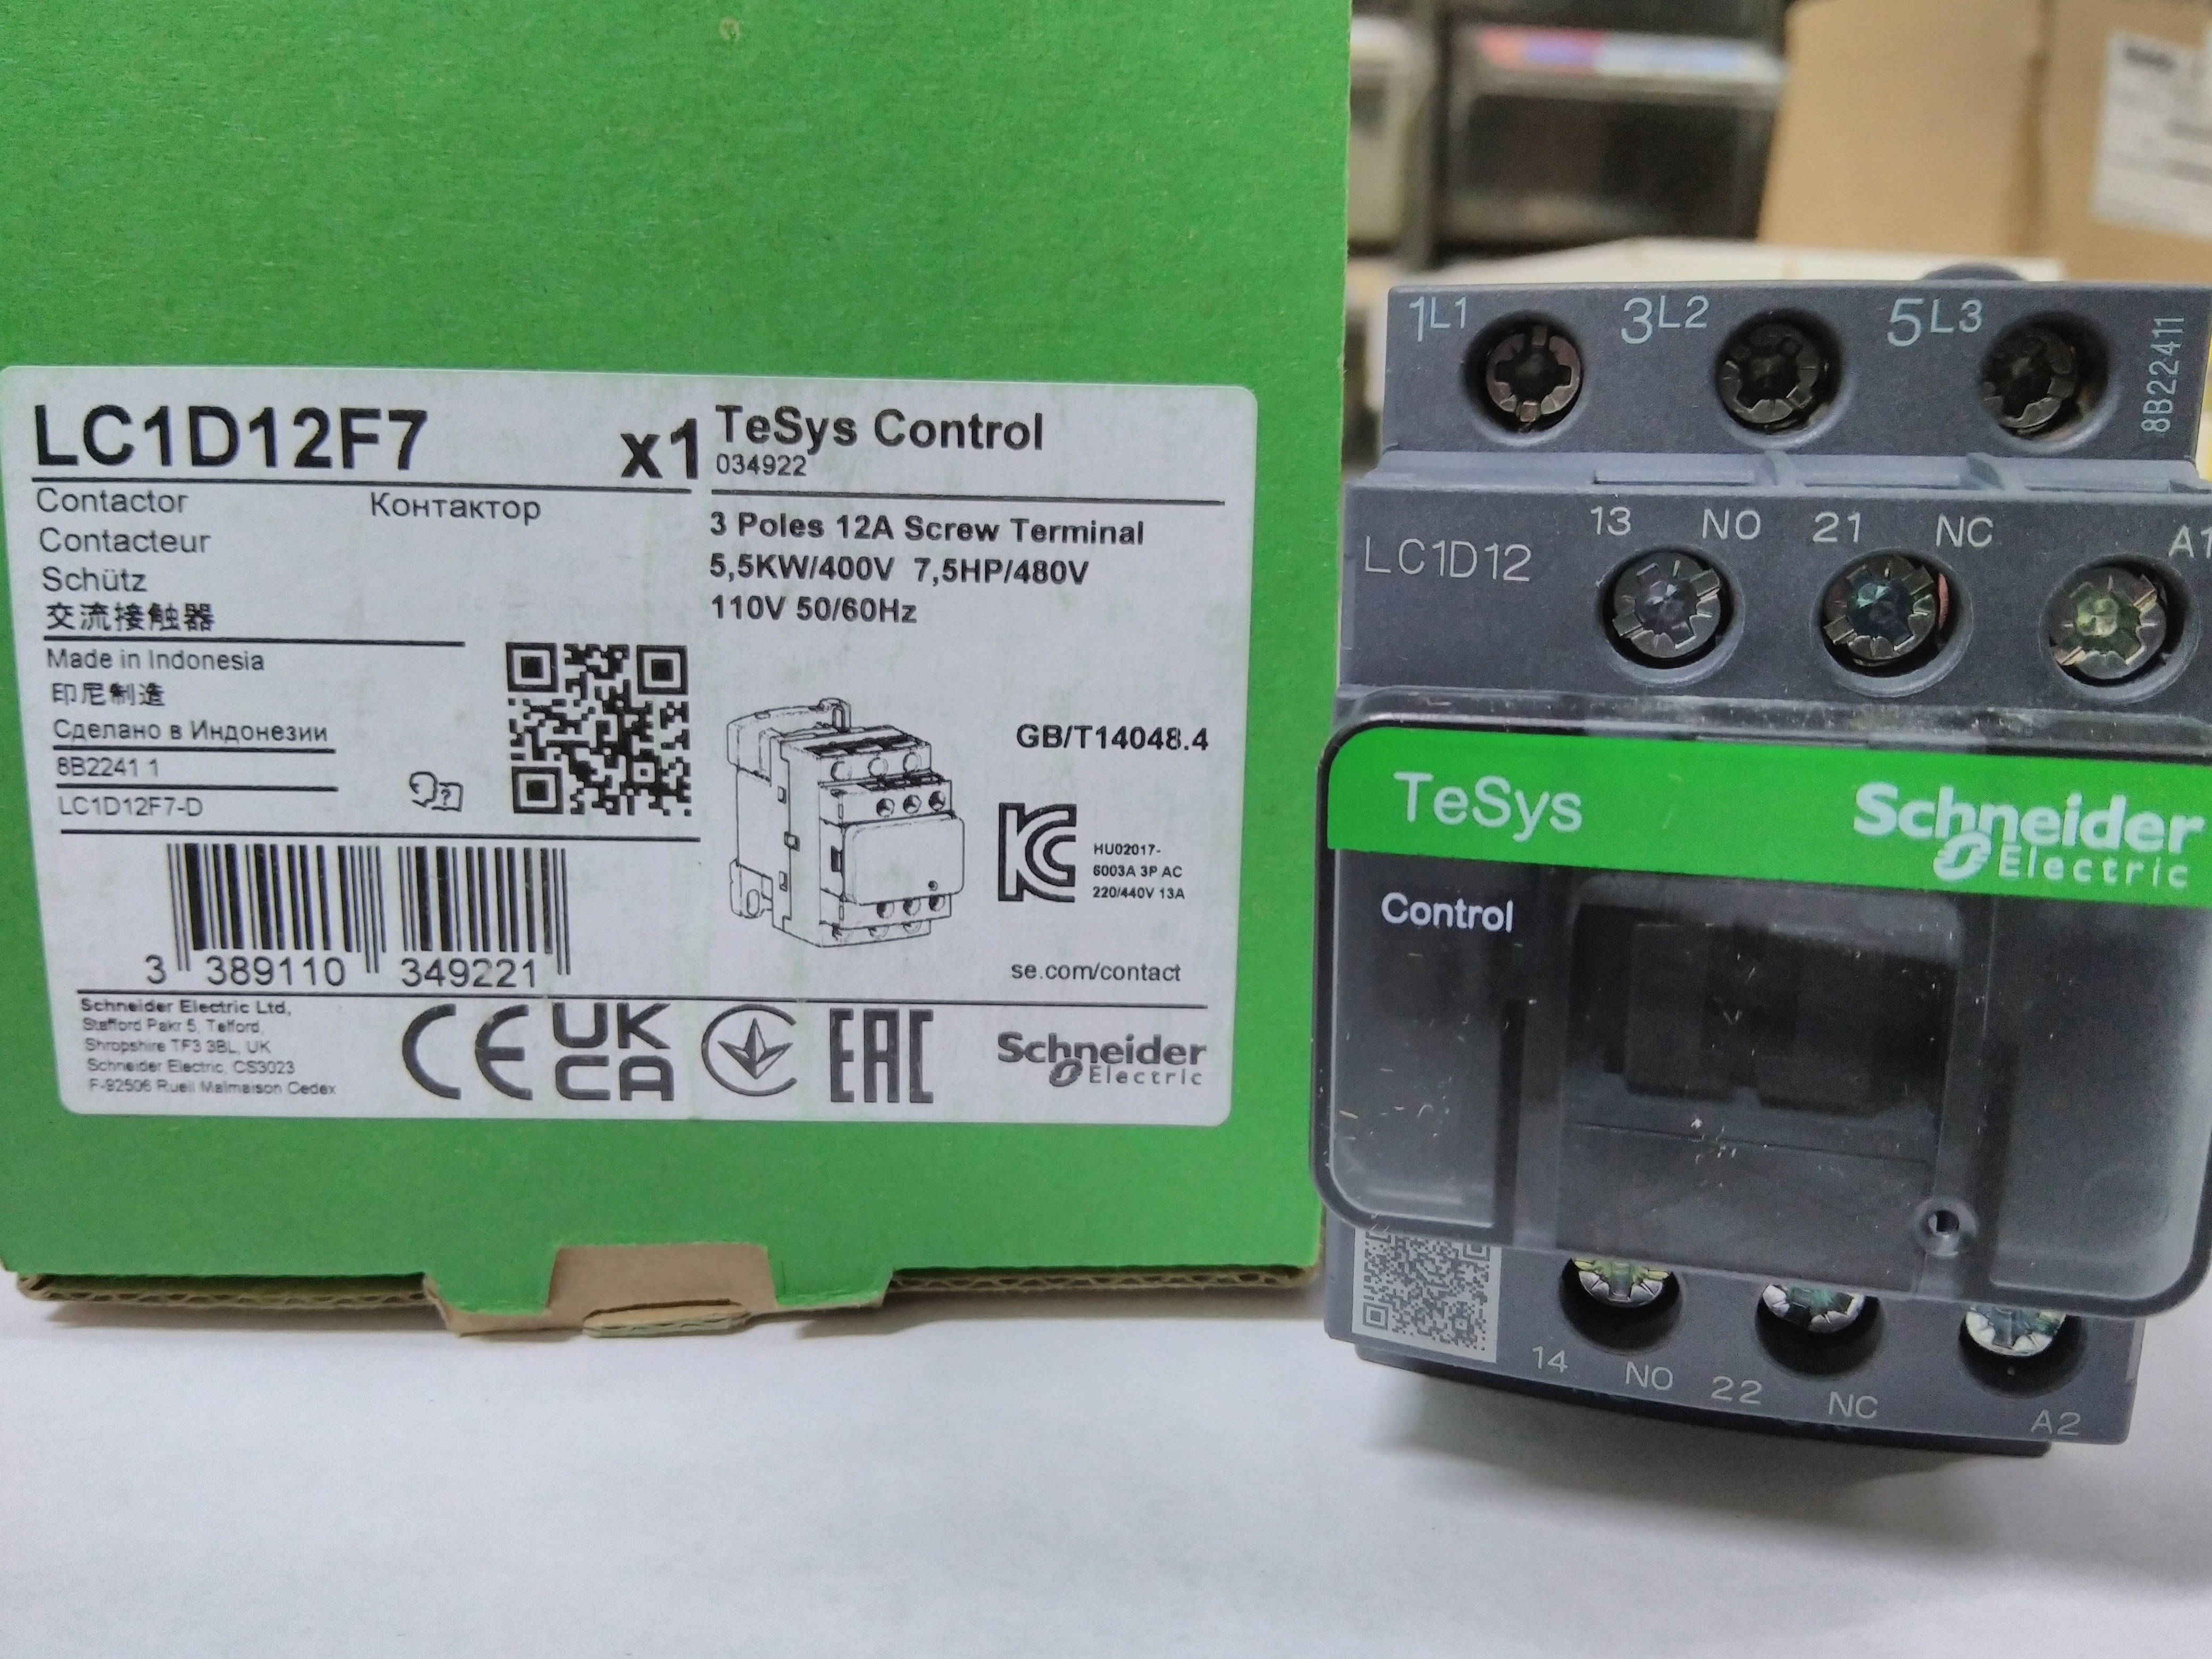 LC1D12F7 x1
Contactor Контактор
Contacteur
Schütz
交流接触器
Made in Indonesia
印尼制造
Сделано в Индонезии
8B2241 1
LC1D12F7-D
3 389110 349221
TeSys Control
034922
3 Poles 12A Screw Terminal
5,5KW/400V 7,5HP/480V
110V 50/60Hz
GB/T14048.4
HU02017-
6003A 3P AC
220/440V 13A
se.com/contact
Schneider Electric Ltd,
Stafford Pakr 5, Telford,
Shropshire TF3 3BL, UK
Schneider Electric, CS3023
F-92506 Rueil Malmaison Cedex
CE UK CA EAC
Schneider Electric
1L1 3L2 5L3
8B22411
13 NO 21 NC A1
LC1D12
TeSys
Schneider Electric
Control
14 NO 22 NC A2